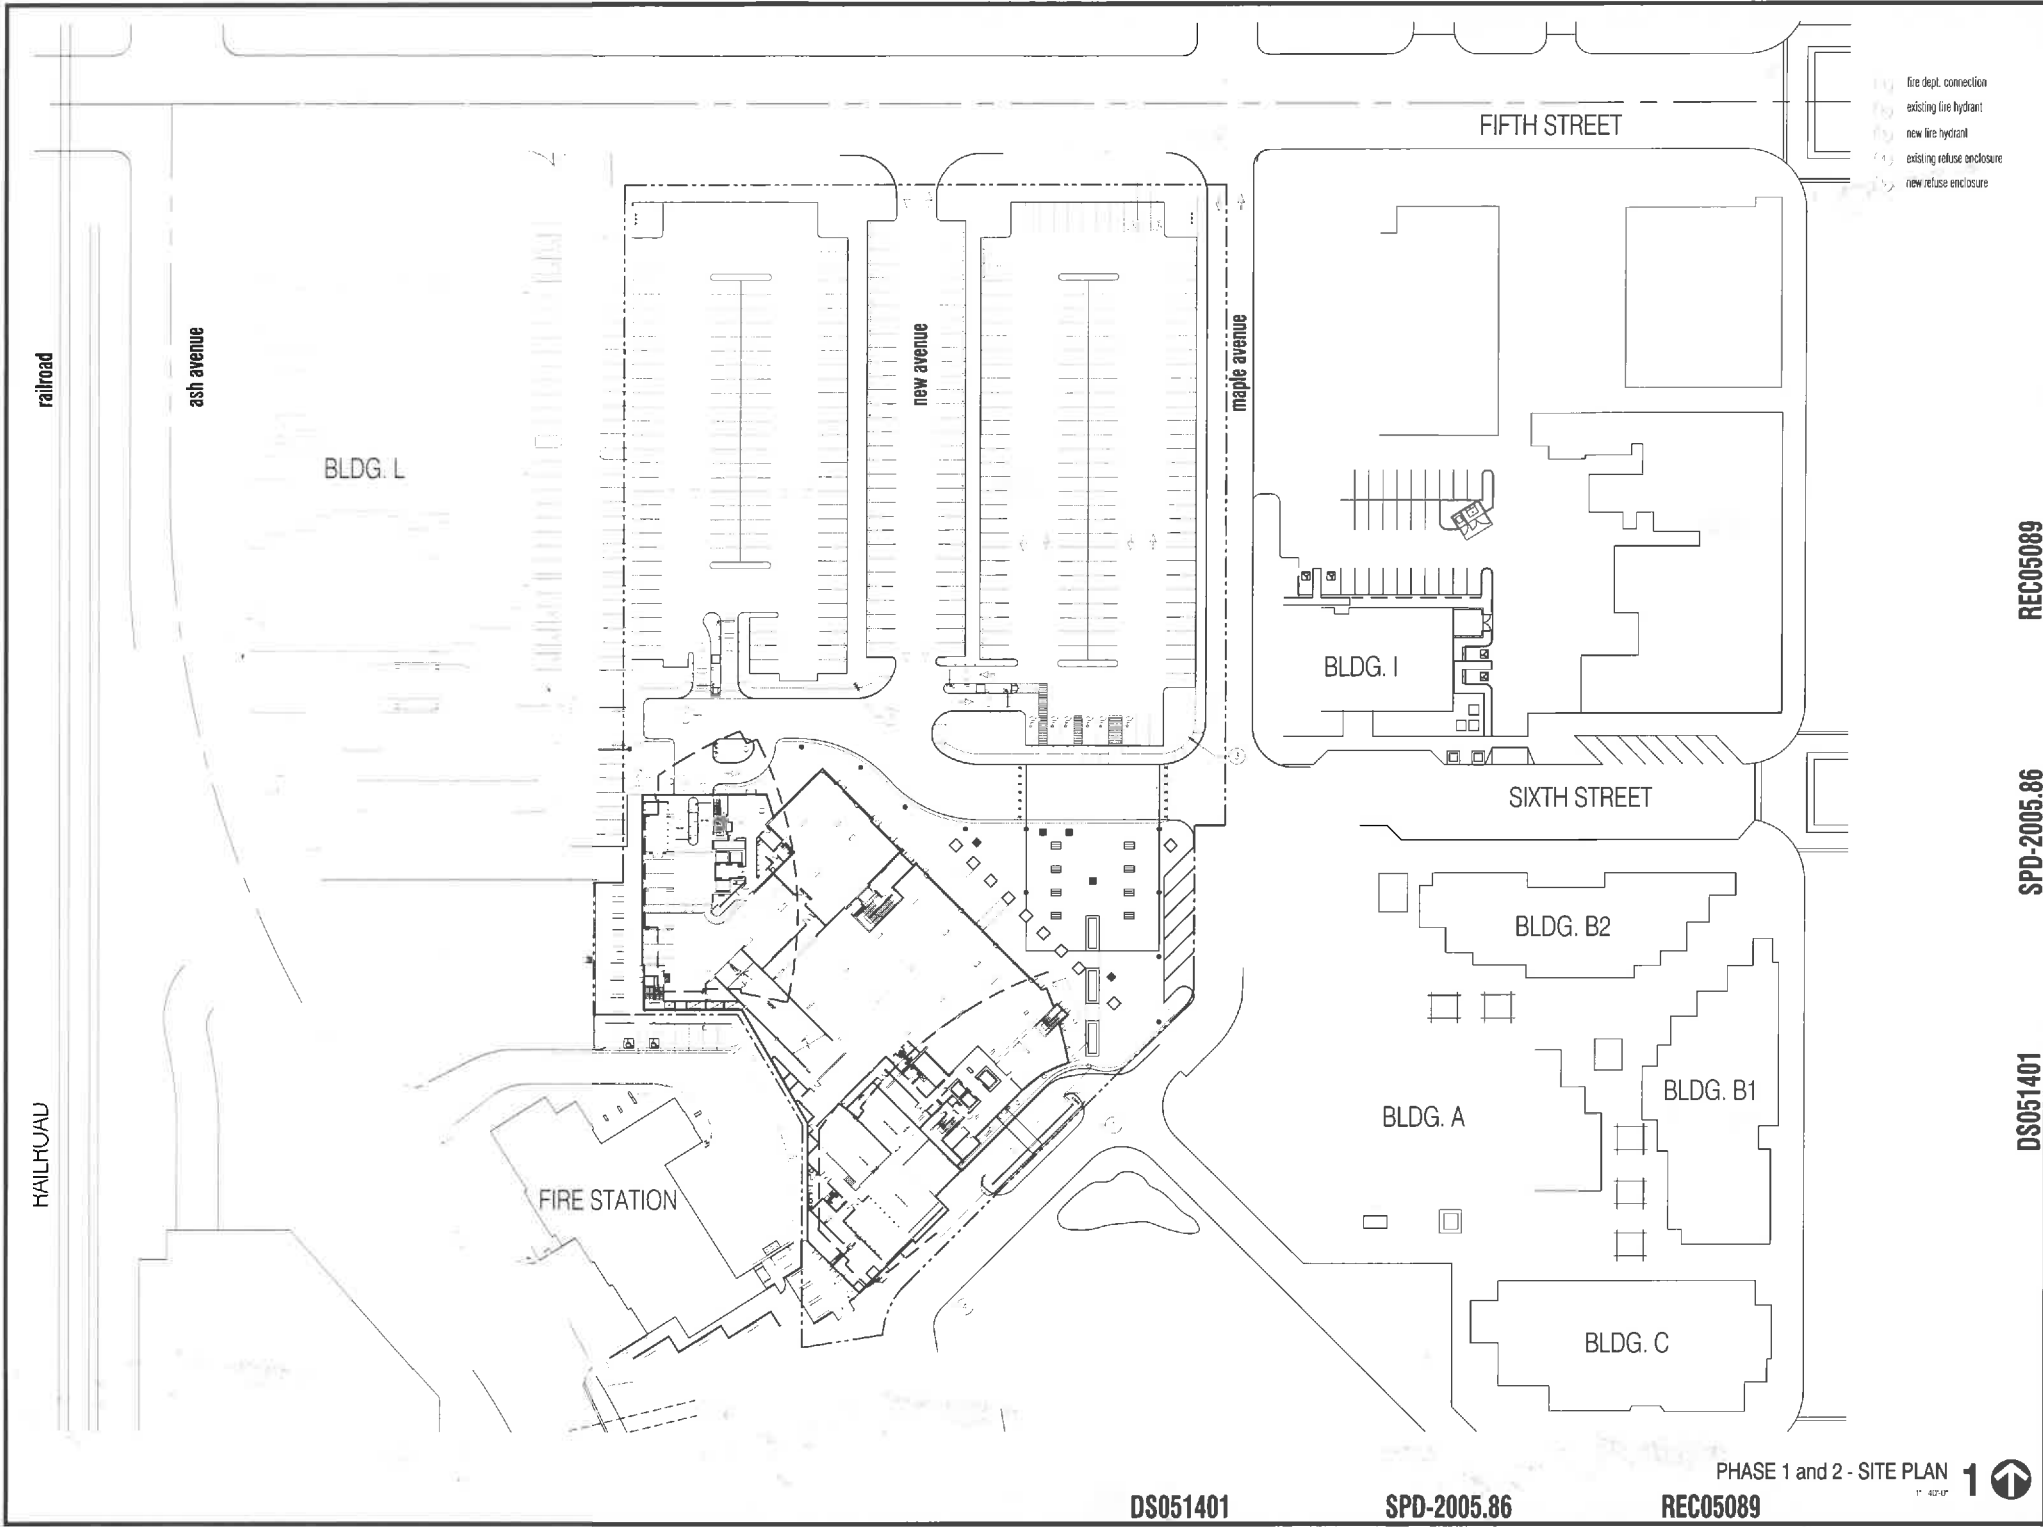 FIFTH STREET
fire dept. connection
existing fire hydrant
new fire hydrant
existing refuse enclosure
new refuse enclosure
railroad
ash avenue
new avenue
maple avenue
BLDG. L
REC05089
BLDG. I
SIXTH STREET
SPD-2005.86
BLDG. B2
BLDG. B1
BLDG. A
DS051401
RAILROAD
FIRE STATION
BLDG. C
PHASE 1 and 2 - SITE PLAN 1
DS051401 SPD-2005.86 REC05089